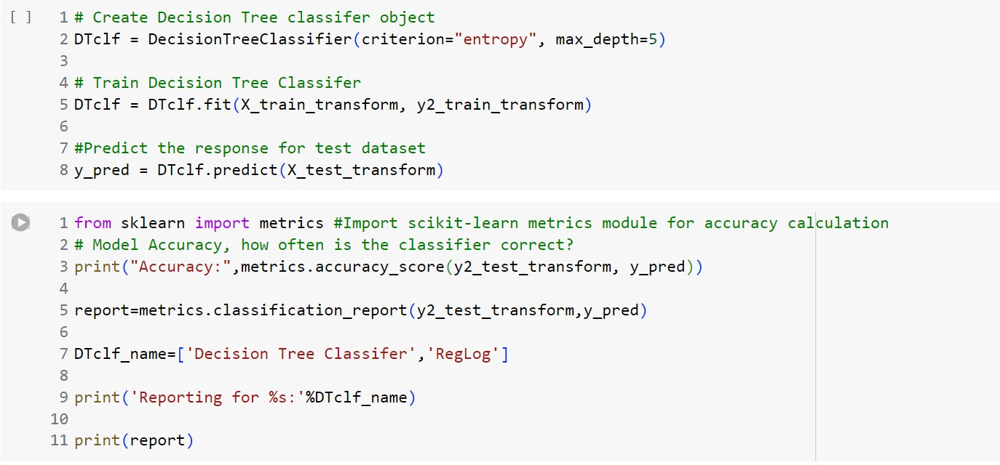 [ ]
1 # Create Decision Tree classifer object
2 DTclf = DecisionTreeClassifier(criterion="entropy", max_depth=5)
3
4 # Train Decision Tree Classifer
5 DTclf = DTclf.fit(X_train_transform, y2_train_transform)
6
7 #Predict the response for test dataset
8 y_pred = DTclf.predict(X_test_transform)
1 from sklearn import metrics #Import scikit-learn metrics module for accuracy calculation
2 # Model Accuracy, how often is the classifier correct?
3 print("Accuracy:",metrics.accuracy_score(y2_test_transform, y_pred))
4
5 report=metrics.classification_report(y2_test_transform,y_pred)
6
7 DTclf_name=['Decision Tree Classifer','RegLog']
8
9 print('Reporting for %s:'%DTclf_name)
10
11 print(report)